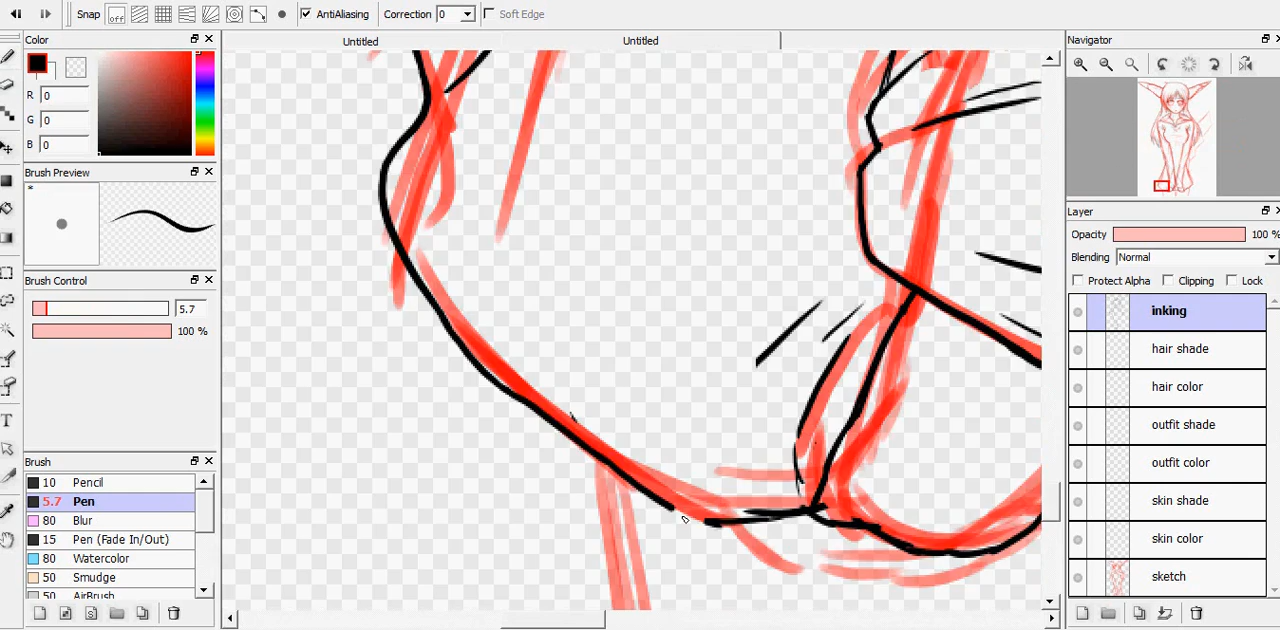 Snap off AntiAliasing Correction 0 Soft Edge
Color
Untitled
Untitled
Navigator
R 0
G 0
B 0
Brush Preview
*
Layer
Opacity 100 %
Blending Normal
Protect Alpha Clipping Lock
Brush Control
5.7
100 %
inking
hair shade
hair color
outfit shade
outfit color
skin shade
skin color
sketch
Brush
10 Pencil
5.7 Pen
80 Blur
15 Pen (Fade In/Out)
80 Watercolor
50 Smudge
50 AirBrush
T